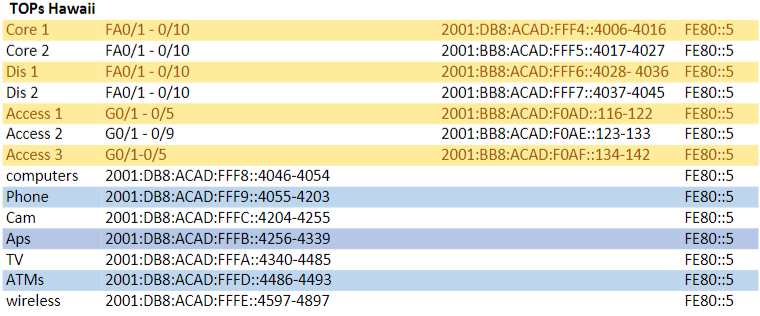 TOPs Hawaii
Core 1 FA0/1 - 0/10 2001:DB8:ACAD:FFF4::4006-4016 FE80::5
Core 2 FA0/1 - 0/10 2001:BB8:ACAD:FFF5::4017-4027 FE80::5
Dis 1 FA0/1 - 0/10 2001:BB8:ACAD:FFF6::4028- 4036 FE80::5
Dis 2 FA0/1 - 0/10 2001:BB8:ACAD:FFF7::4037-4045 FE80::5
Access 1 G0/1 - 0/5 2001:BB8:ACAD:F0AD::116-122 FE80::5
Access 2 G0/1 - 0/9 2001:BB8:ACAD:F0AE::123-133 FE80::5
Access 3 G0/1-0/5 2001:BB8:ACAD:F0AF::134-142 FE80::5
computers 2001:DB8:ACAD:FFF8::4046-4054 FE80::5
Phone 2001:DB8:ACAD:FFF9::4055-4203 FE80::5
Cam 2001:DB8:ACAD:FFFC::4204-4255 FE80::5
Aps 2001:DB8:ACAD:FFFB::4256-4339 FE80::5
TV 2001:DB8:ACAD:FFFA::4340-4485 FE80::5
ATMs 2001:DB8:ACAD:FFFD::4486-4493 FE80::5
wireless 2001:DB8:ACAD:FFFE::4597-4897 FE80::5